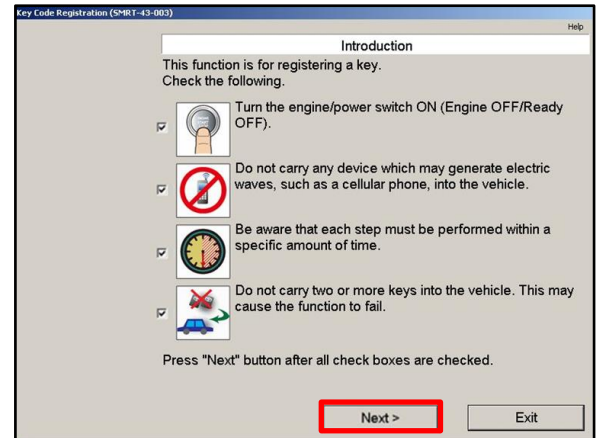 Key Code Registration (SMRT-43-003)
Help
Introduction
This function is for registering a key.
Check the following.
Turn the engine/power switch ON (Engine OFF/Ready
OFF).
Do not carry any device which may generate electric
waves, such as a cellular phone, into the vehicle.
Be aware that each step must be performed within a
specific amount of time.
Do not carry two or more keys into the vehicle. This may
cause the function to fail.
Press "Next" button after all check boxes are checked.
Next >
Exit